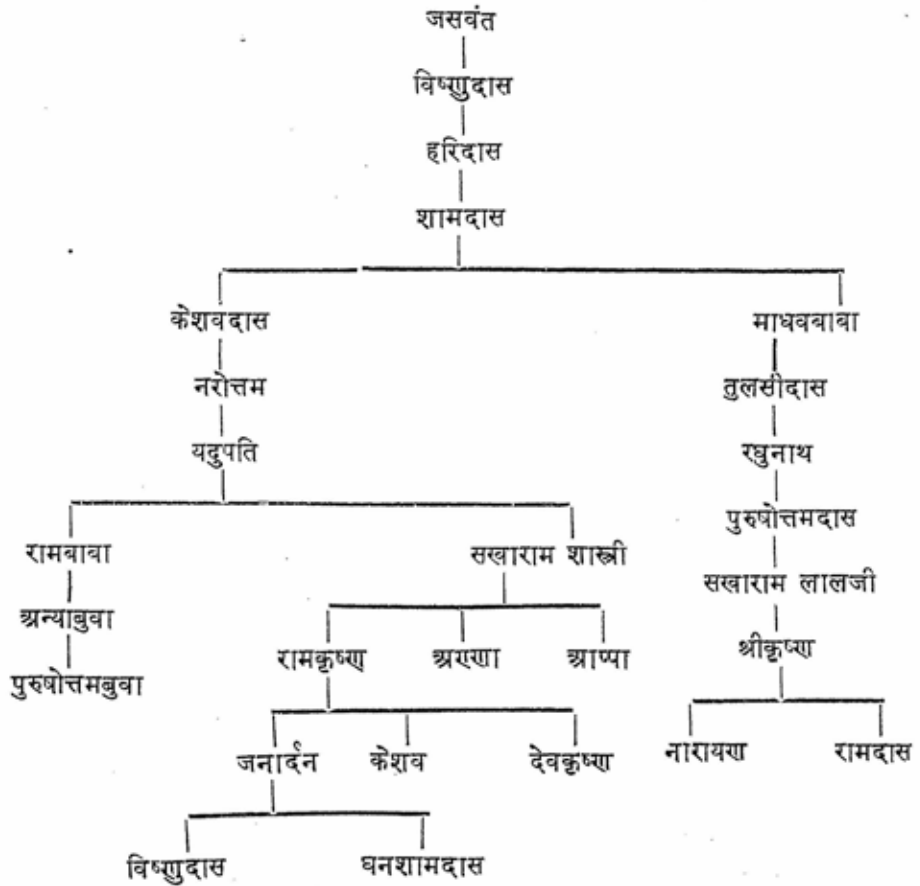 जसवंत
विष्णुदास
हरिदास
शामदास
केशवदास माधवबाबा
नरोत्तम तुलसीदास
यदुपति रघुनाथ
पुरुषोत्तमदास
रामबाबा सखाराम शास्त्री
सखाराम लालजी
अन्याबुवा
रामकृष्ण अण्णा आप्पा श्रीकृष्ण
पुरुषोत्तमबुवा
जनार्दन केशव देवकृष्ण नारायण रामदास
विष्णुदास घनशामदास